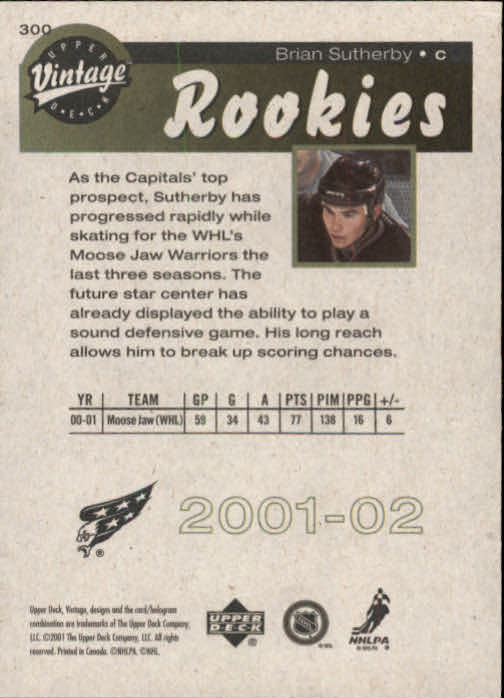 300
UPPER
Vintage
DECK
Brian Sutherby • C
Rookies
As the Capitals' top
prospect, Sutherby has
progressed rapidly while
skating for the WHL's
Moose Jaw Warriors the
last three seasons. The
future star center has
already displayed the ability to play a
sound defensive game. His long reach
allows him to break up scoring chances.
YR TEAM GP G A PTS PIM PPG +/-
00-01 Moose Jaw (WHL) 59 34 43 77 138 16 6
2001-02
®
Upper Deck, Vintage, designs and the card/hologram
combination are trademarks of The Upper Deck Company,
LLC. ©2001 The Upper Deck Company, LLC. All rights
reserved. Printed in Canada. ©NHLPA. ©NHL.
UPPER
DECK
®
NHL
NHLPA